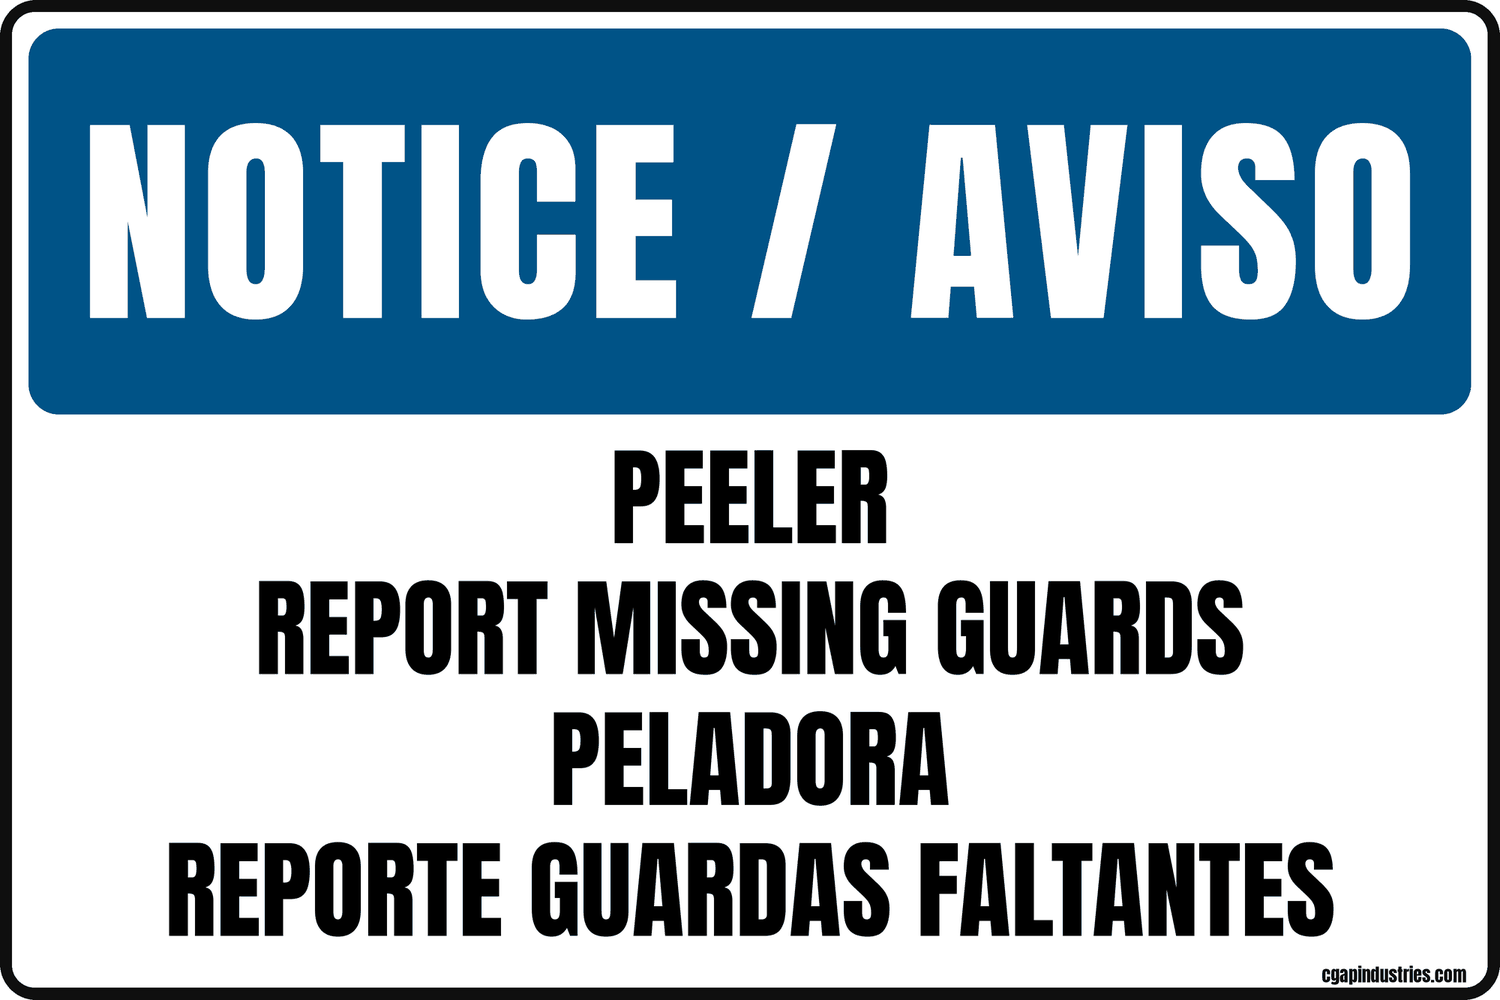 NOTICE / AVISO
PEELER
REPORT MISSING GUARDS
PELADORA
REPORTE GUARDAS FALTANTES
cgapindustries.com